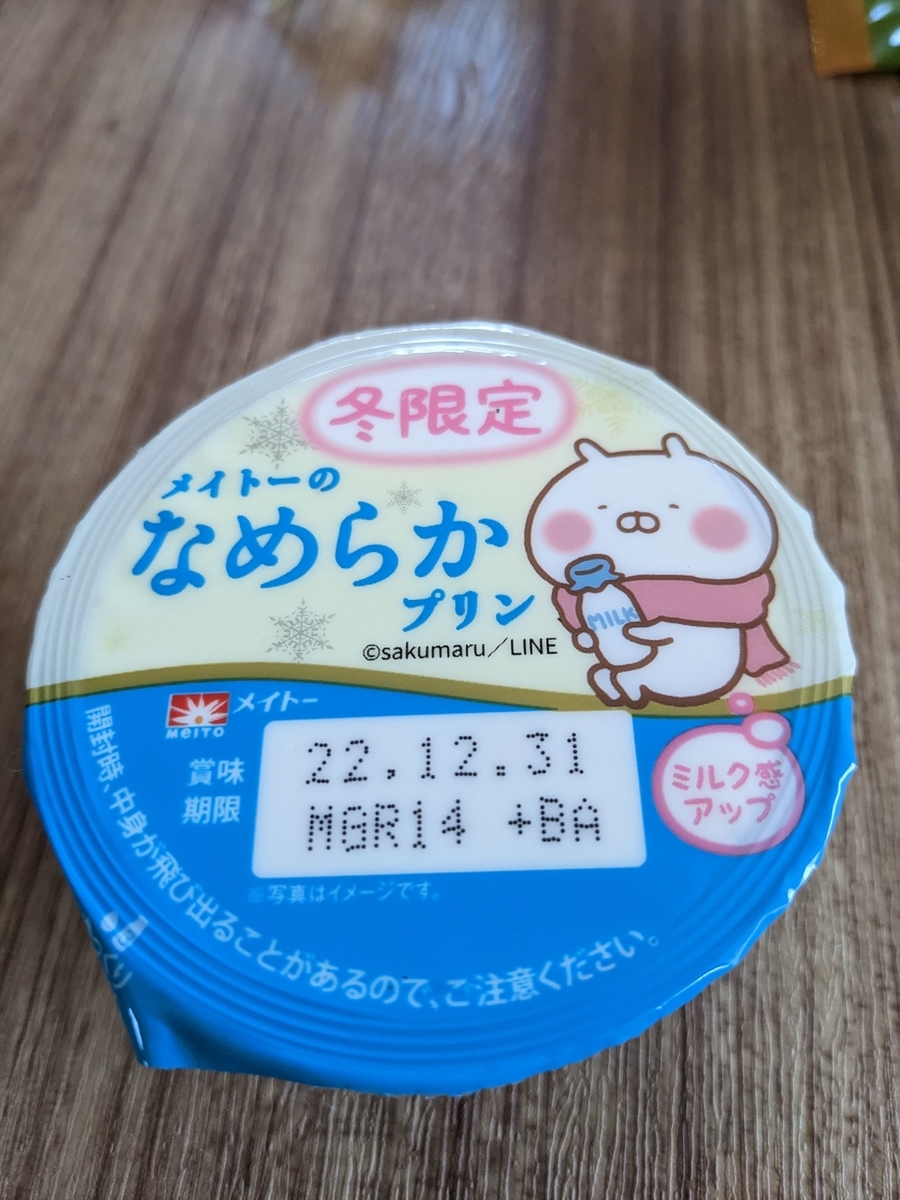 冬限定
メイトーの
なめらか
プリン
©sakumaru／LINE
MILK
MEITO
メイトー
賞味
期限
22.12.31
MGR14 +BA
ミルク感
アップ
※写真はイメージです。
開封時、中身が飛び出ることがあるので、ご注意ください。